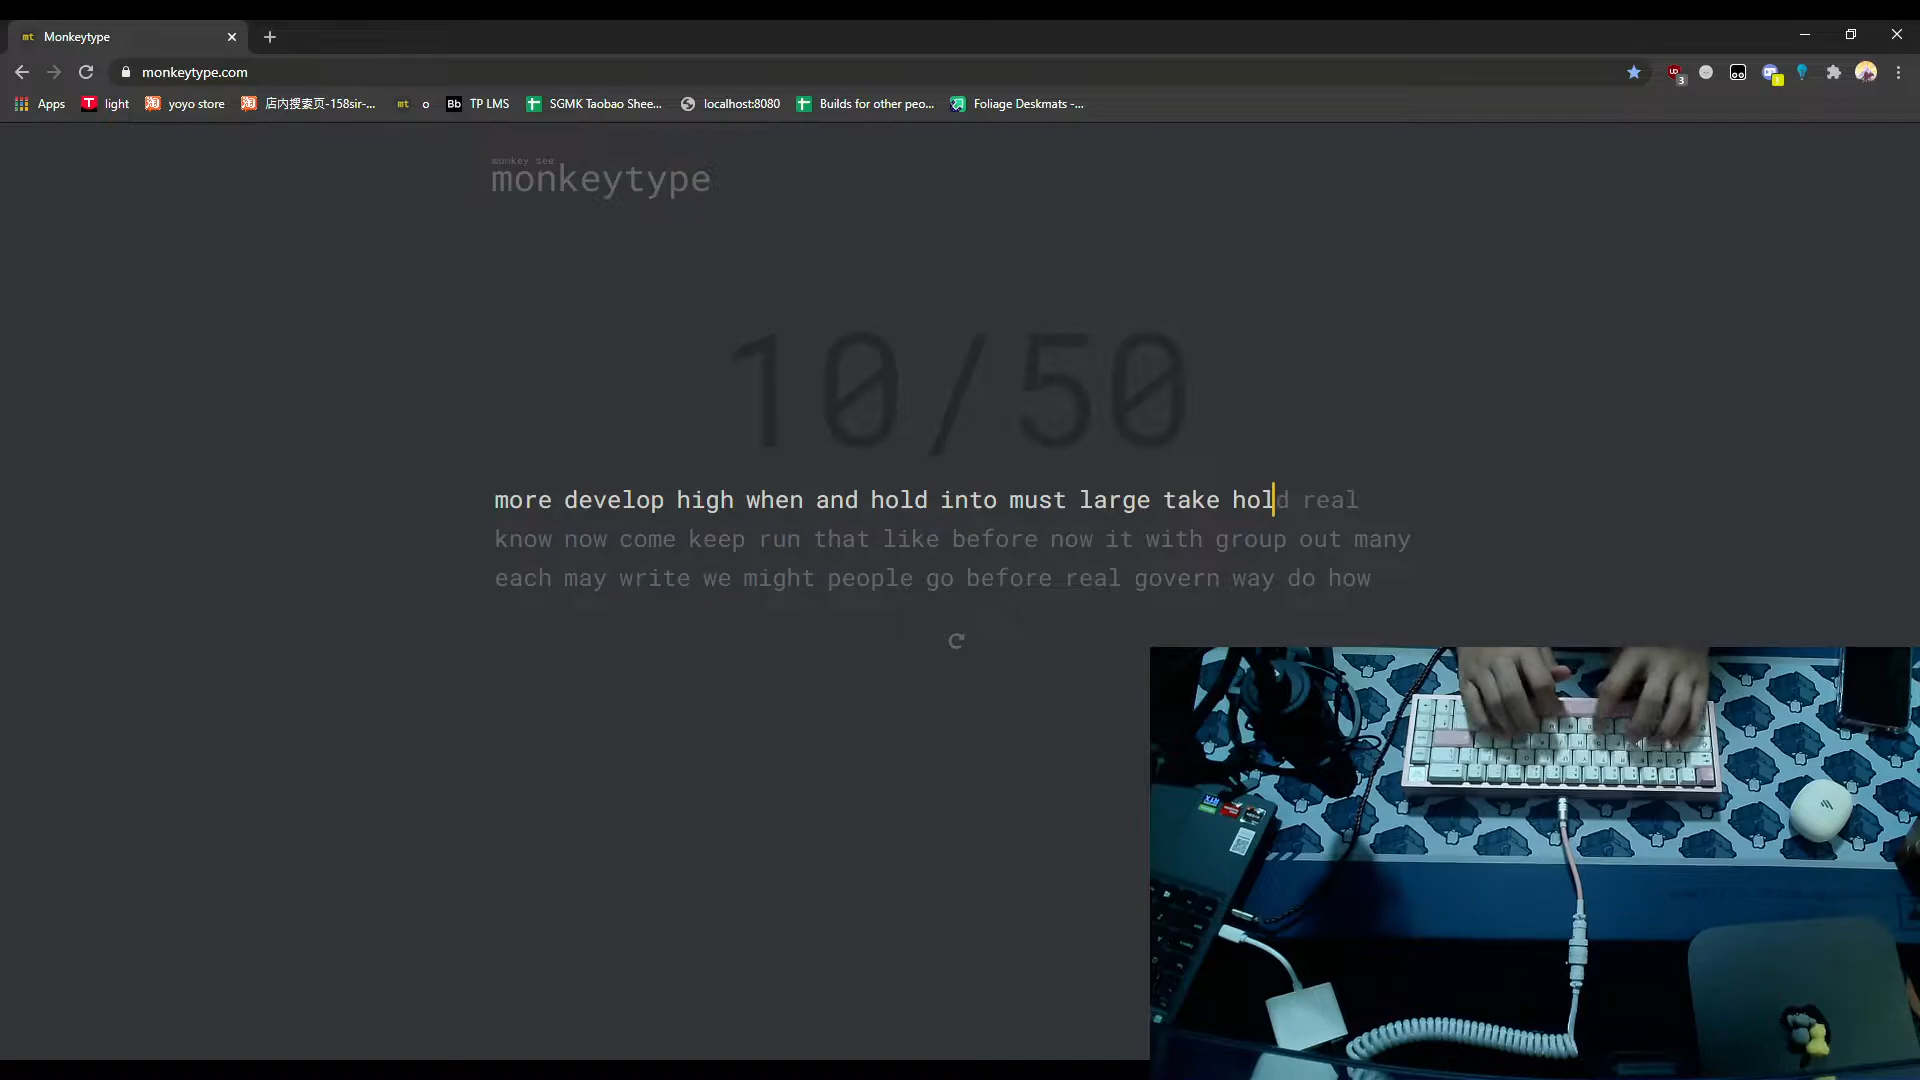 mt Monkeytype
monkeytype.com
Apps light yoyo store 店内搜索页-158sir-... mt o Bb TP LMS SGMK Taobao Shee... localhost:8080 Builds for other peo... Foliage Deskmats -...
monkey see
monkeytype
10/50
more develop high when and hold into must large take hold real
know now come keep run that like before now it with group out many
each may write we might people go before real govern way do how